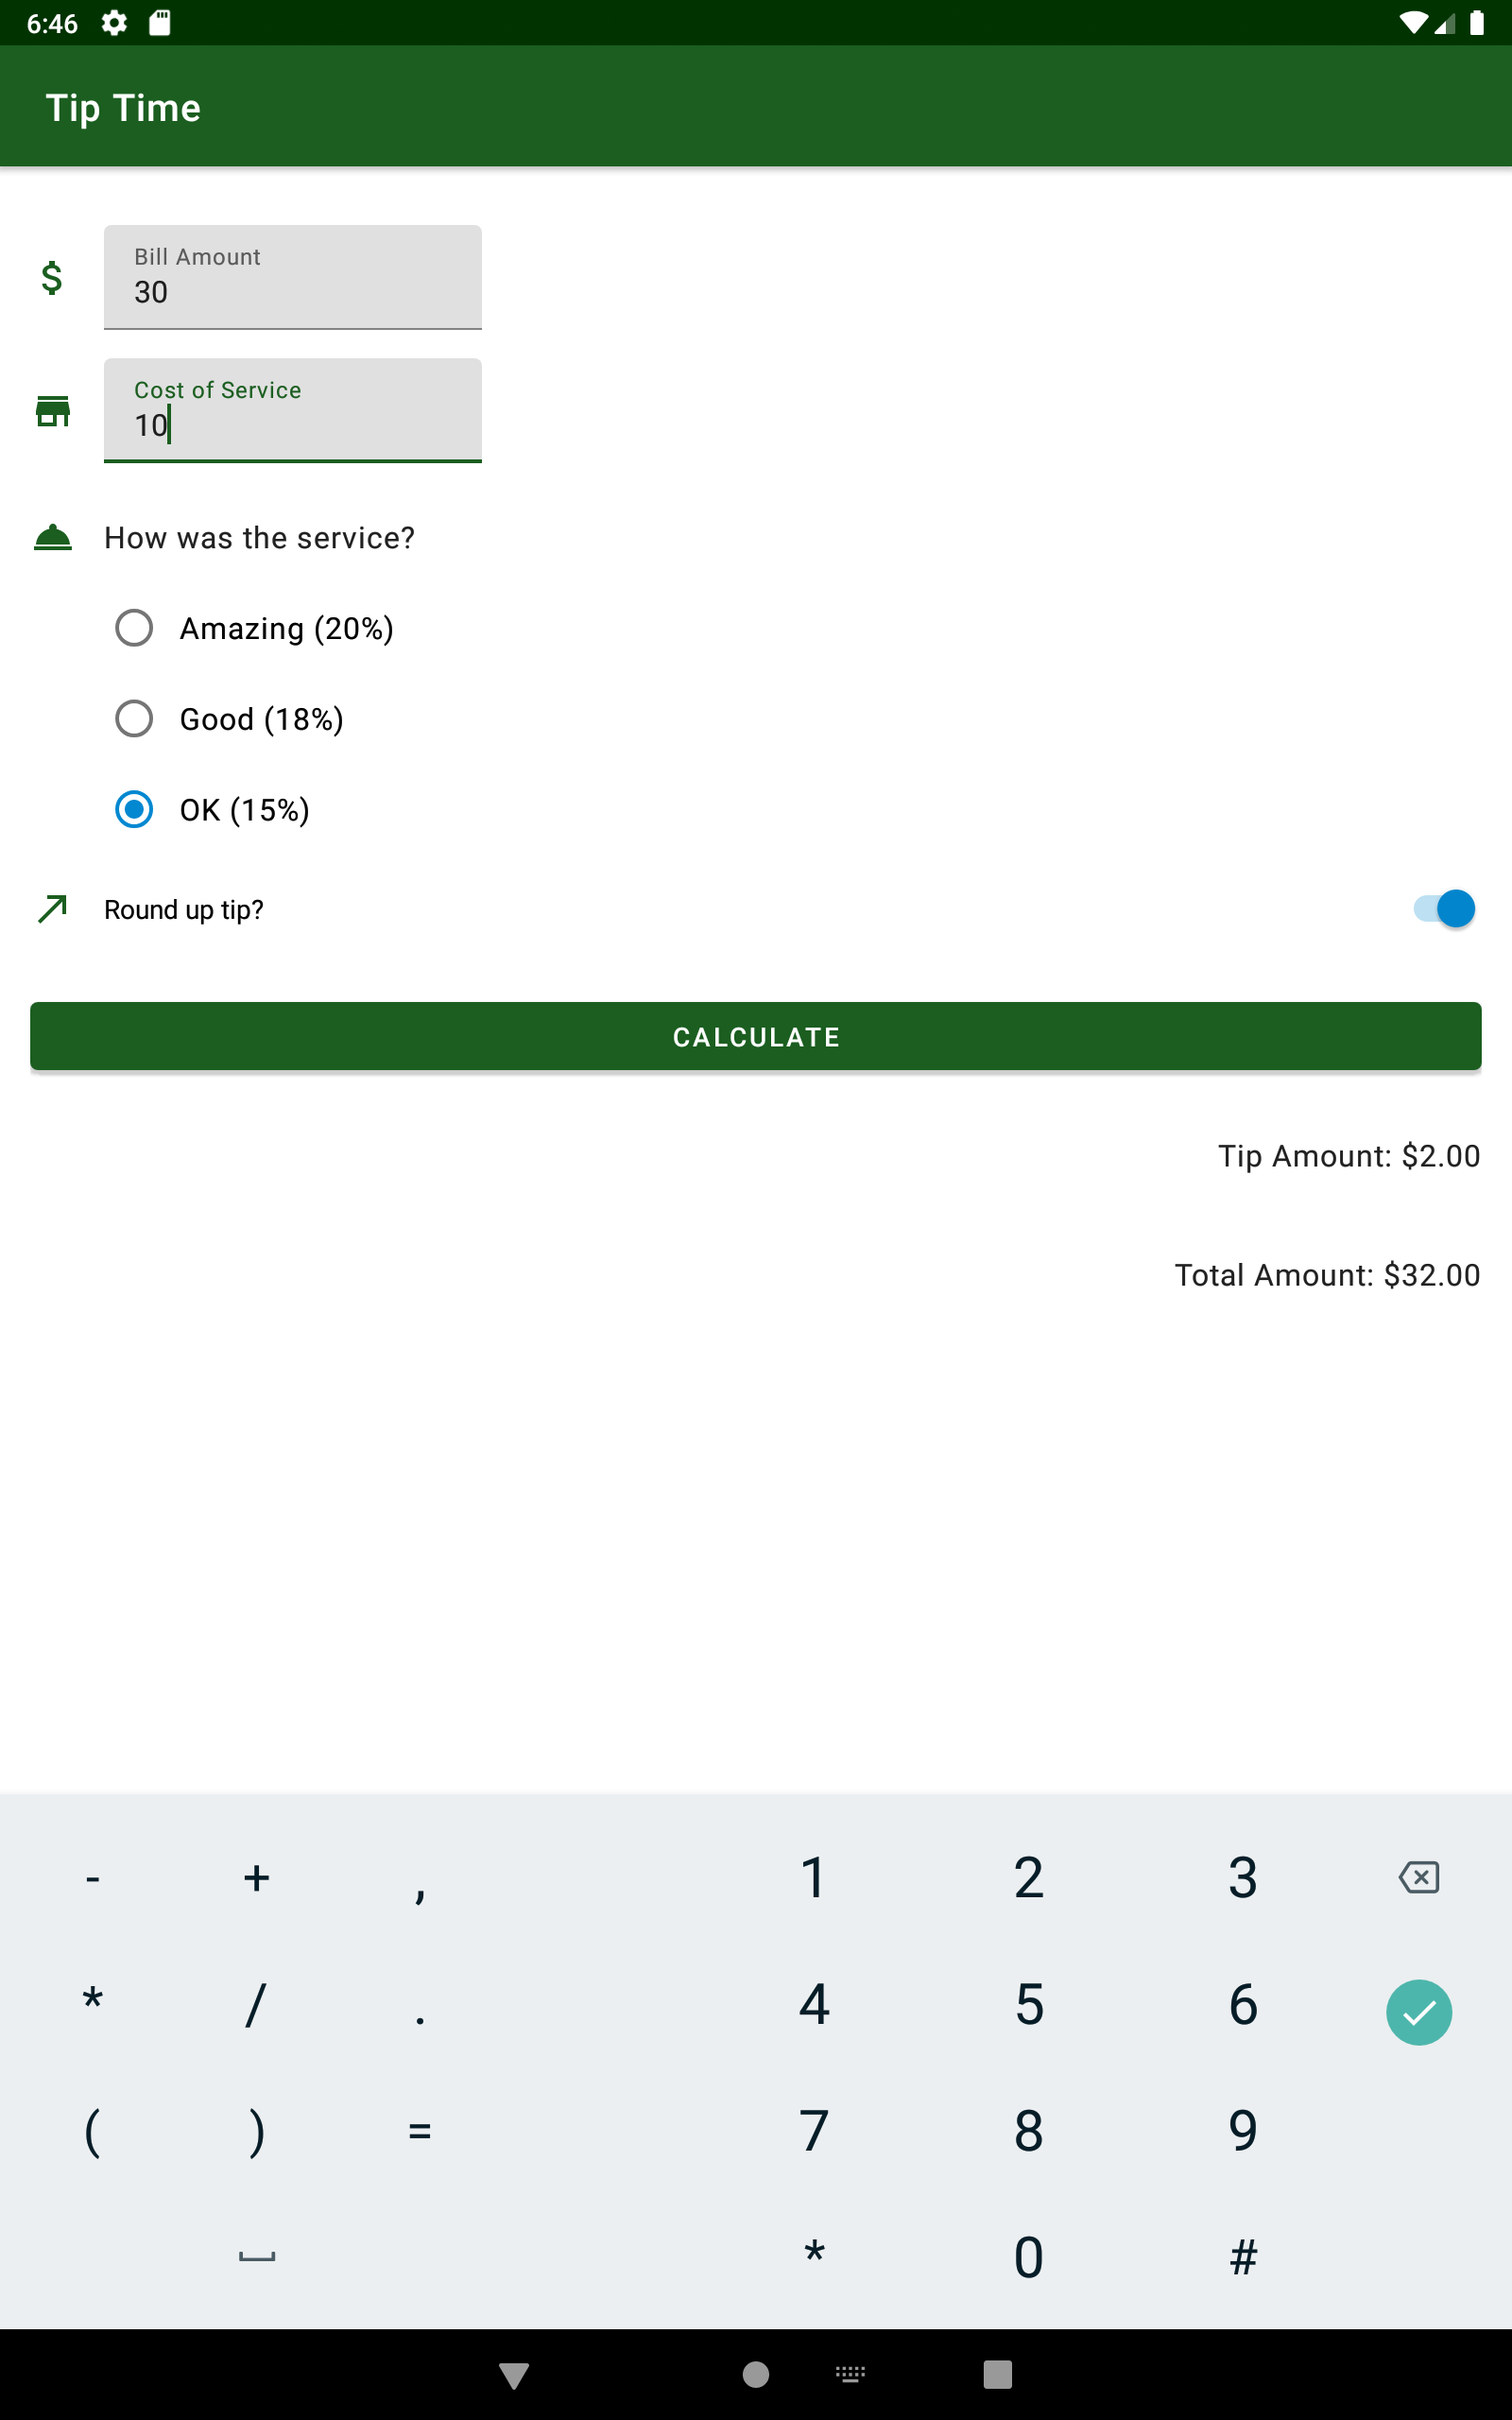 6:46
Tip Time
$
Bill Amount
30
Cost of Service
10
How was the service?
Amazing (20%)
Good (18%)
OK (15%)
Round up tip?
CALCULATE
Tip Amount: $2.00
Total Amount: $32.00
- + , 1 2 3
* / . 4 5 6
( ) = 7 8 9
* 0 #